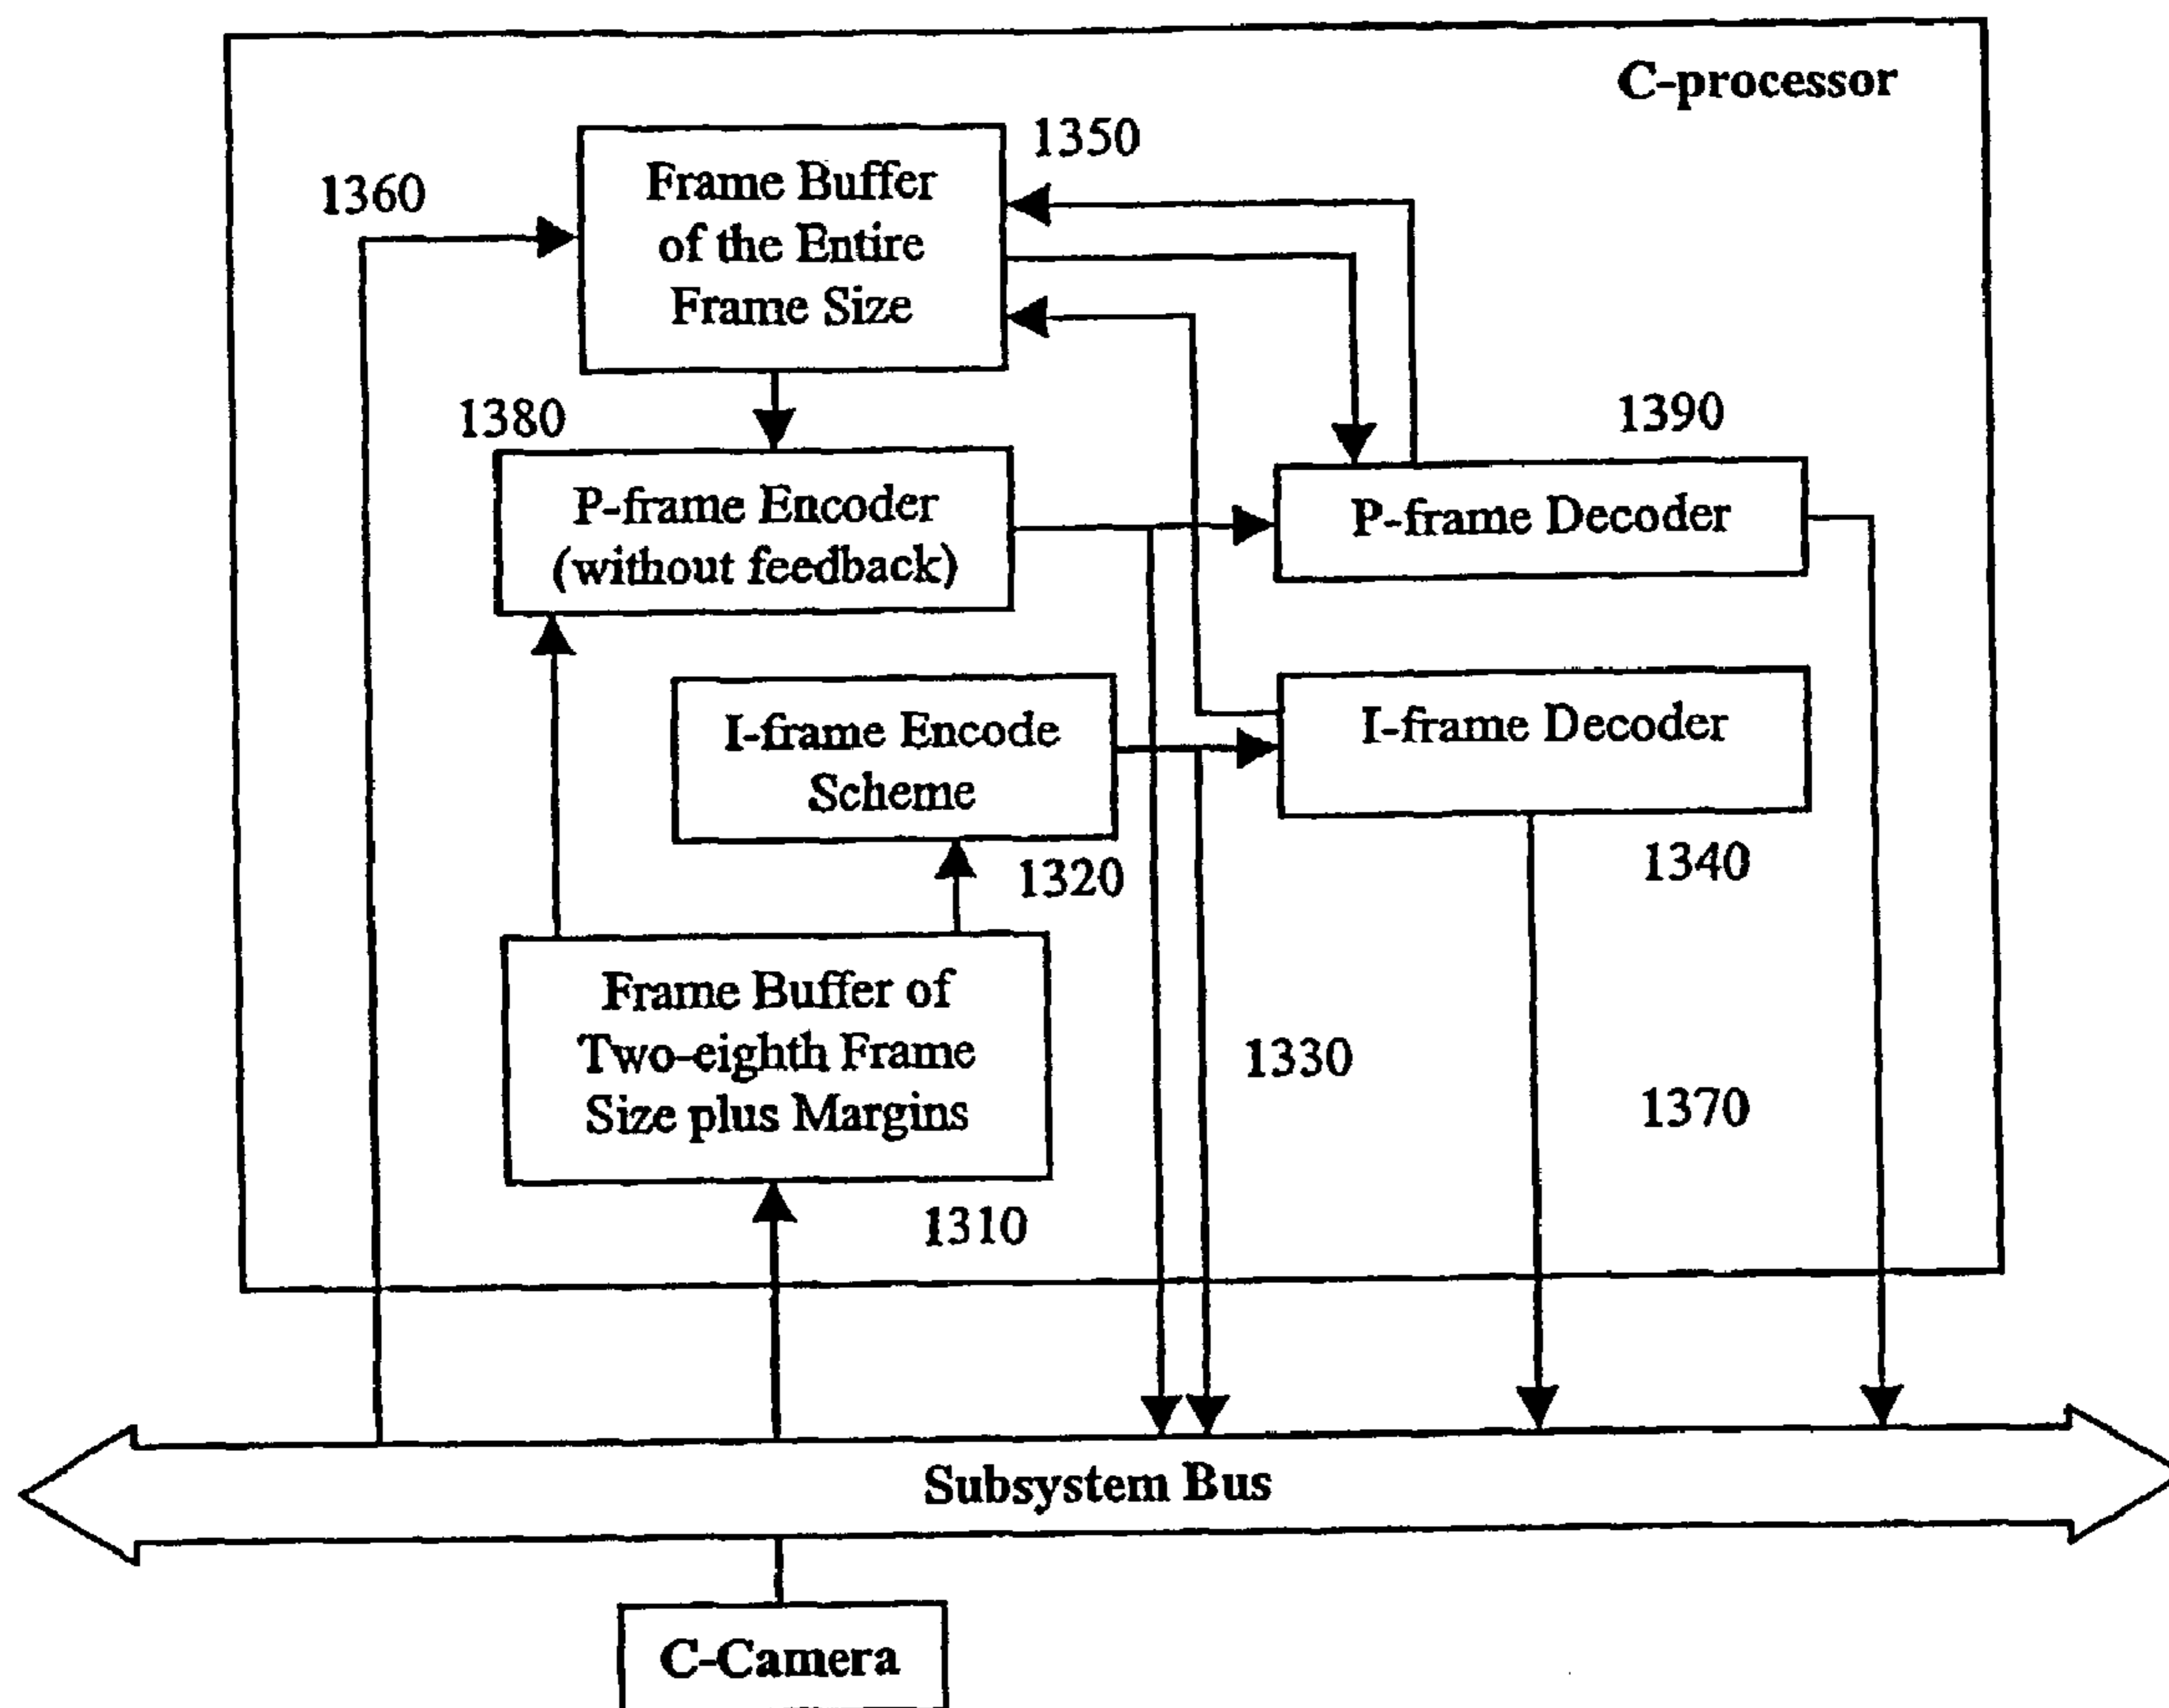 C-processor
1350
Frame Buffer
of the Entire
Frame Size
1360
1380
P-frame Encoder
(without feedback)
1390
P-frame Decoder
I-frame Encode
Scheme
1320
I-frame Decoder
1340
Frame Buffer of
Two-eighth Frame
Size plus Margins
1310
1330
1370
Subsystem Bus
C-Camera